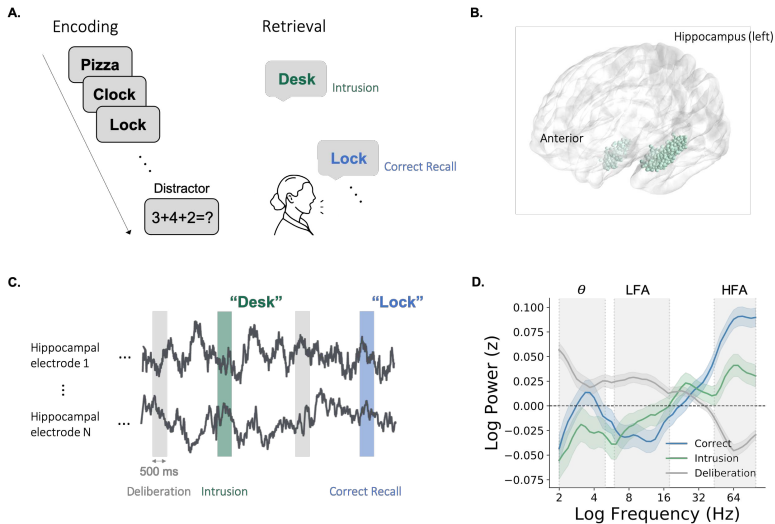 A.
Encoding
Pizza
Clock
Lock
Distractor
3+4+2=?
Retrieval
Desk
Intrusion
Lock
Correct Recall
B.
Hippocampus (left)
Anterior
C.
“Desk”
“Lock”
Hippocampal
electrode 1
...
Hippocampal
electrode N
...
500 ms
Deliberation
Intrusion
Correct Recall
D.
θ
LFA
HFA
Log Power (z)
0.100
0.075
0.050
0.025
0.000
−0.025
−0.050
−0.075
Correct
Intrusion
Deliberation
2
4
8
16
32
64
Log Frequency (Hz)